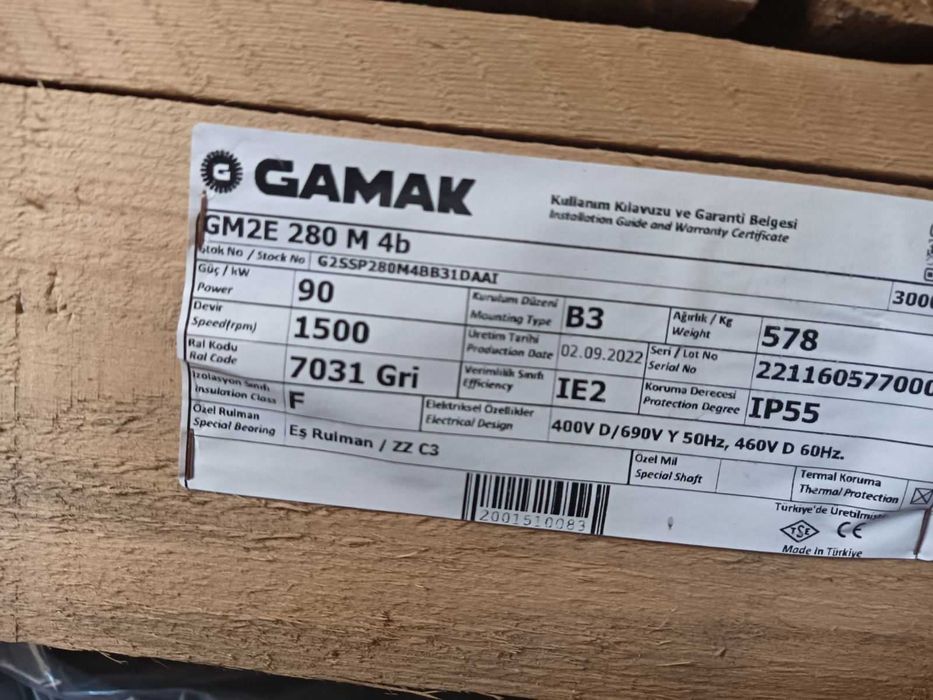 GAMAK
Kullanım Kılavuzu ve Garanti Belgesi
Installation Guide and Warranty Certificate
GM2E 280 M 4b
Stok No / Stock No G2SSP280M4BB31DAAI
3000
Güç / kW
Power
90
Kurulum Düzeni
Mounting Type
B3
Ağırlık / Kg
Weight
578
Devir
Speed(rpm)
1500
Üretim Tarihi
Production Date
02.09.2022
Seri / Lot No
Serial No
221160577000
Ral Kodu
Ral Code
7031 Gri
Verimlilik Sınıfı
Efficiency
IE2
Koruma Derecesi
Protection Degree
IP55
İzolasyon Sınıfı
Insulation Class
F
Elektriksel Özellikler
Electrical Design
400V D/690V Y 50Hz, 460V D 60Hz.
Özel Rulman
Special Bearing
Eş Rulman / ZZ C3
Özel Mil
Special Shaft
Termal Koruma
Thermal Protection
2001510083
Türkiye'de Üretilmiştir
TSE CE
Made in Türkiye